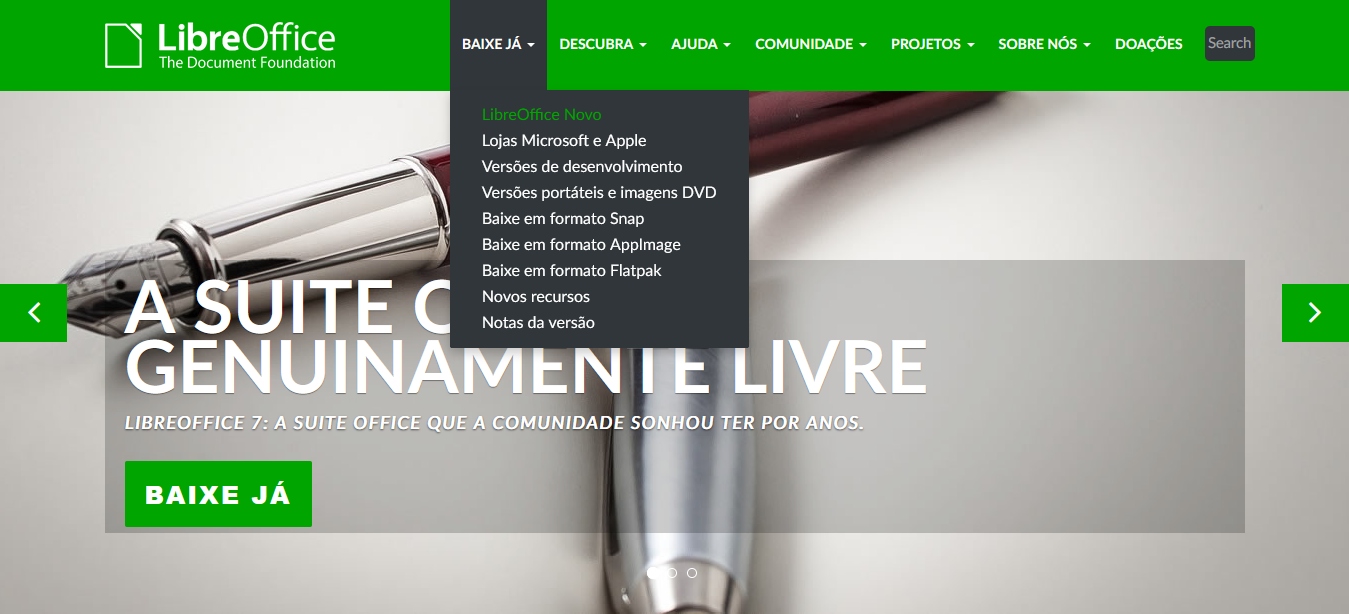 LibreOffice
The Document Foundation
BAIXE JÁ
DESCUBRA
AJUDA
COMUNIDADE
PROJETOS
SOBRE NÓS
DOAÇÕES
Search
LibreOffice Novo
Lojas Microsoft e Apple
Versões de desenvolvimento
Versões portáteis e imagens DVD
Baixe em formato Snap
Baixe em formato AppImage
Baixe em formato Flatpak
Novos recursos
Notas da versão
A SUITE
GENUINAMENTE LIVRE
LIBREOFFICE 7: A SUITE OFFICE QUE A COMUNIDADE SONHOU TER POR ANOS.
BAIXE JÁ